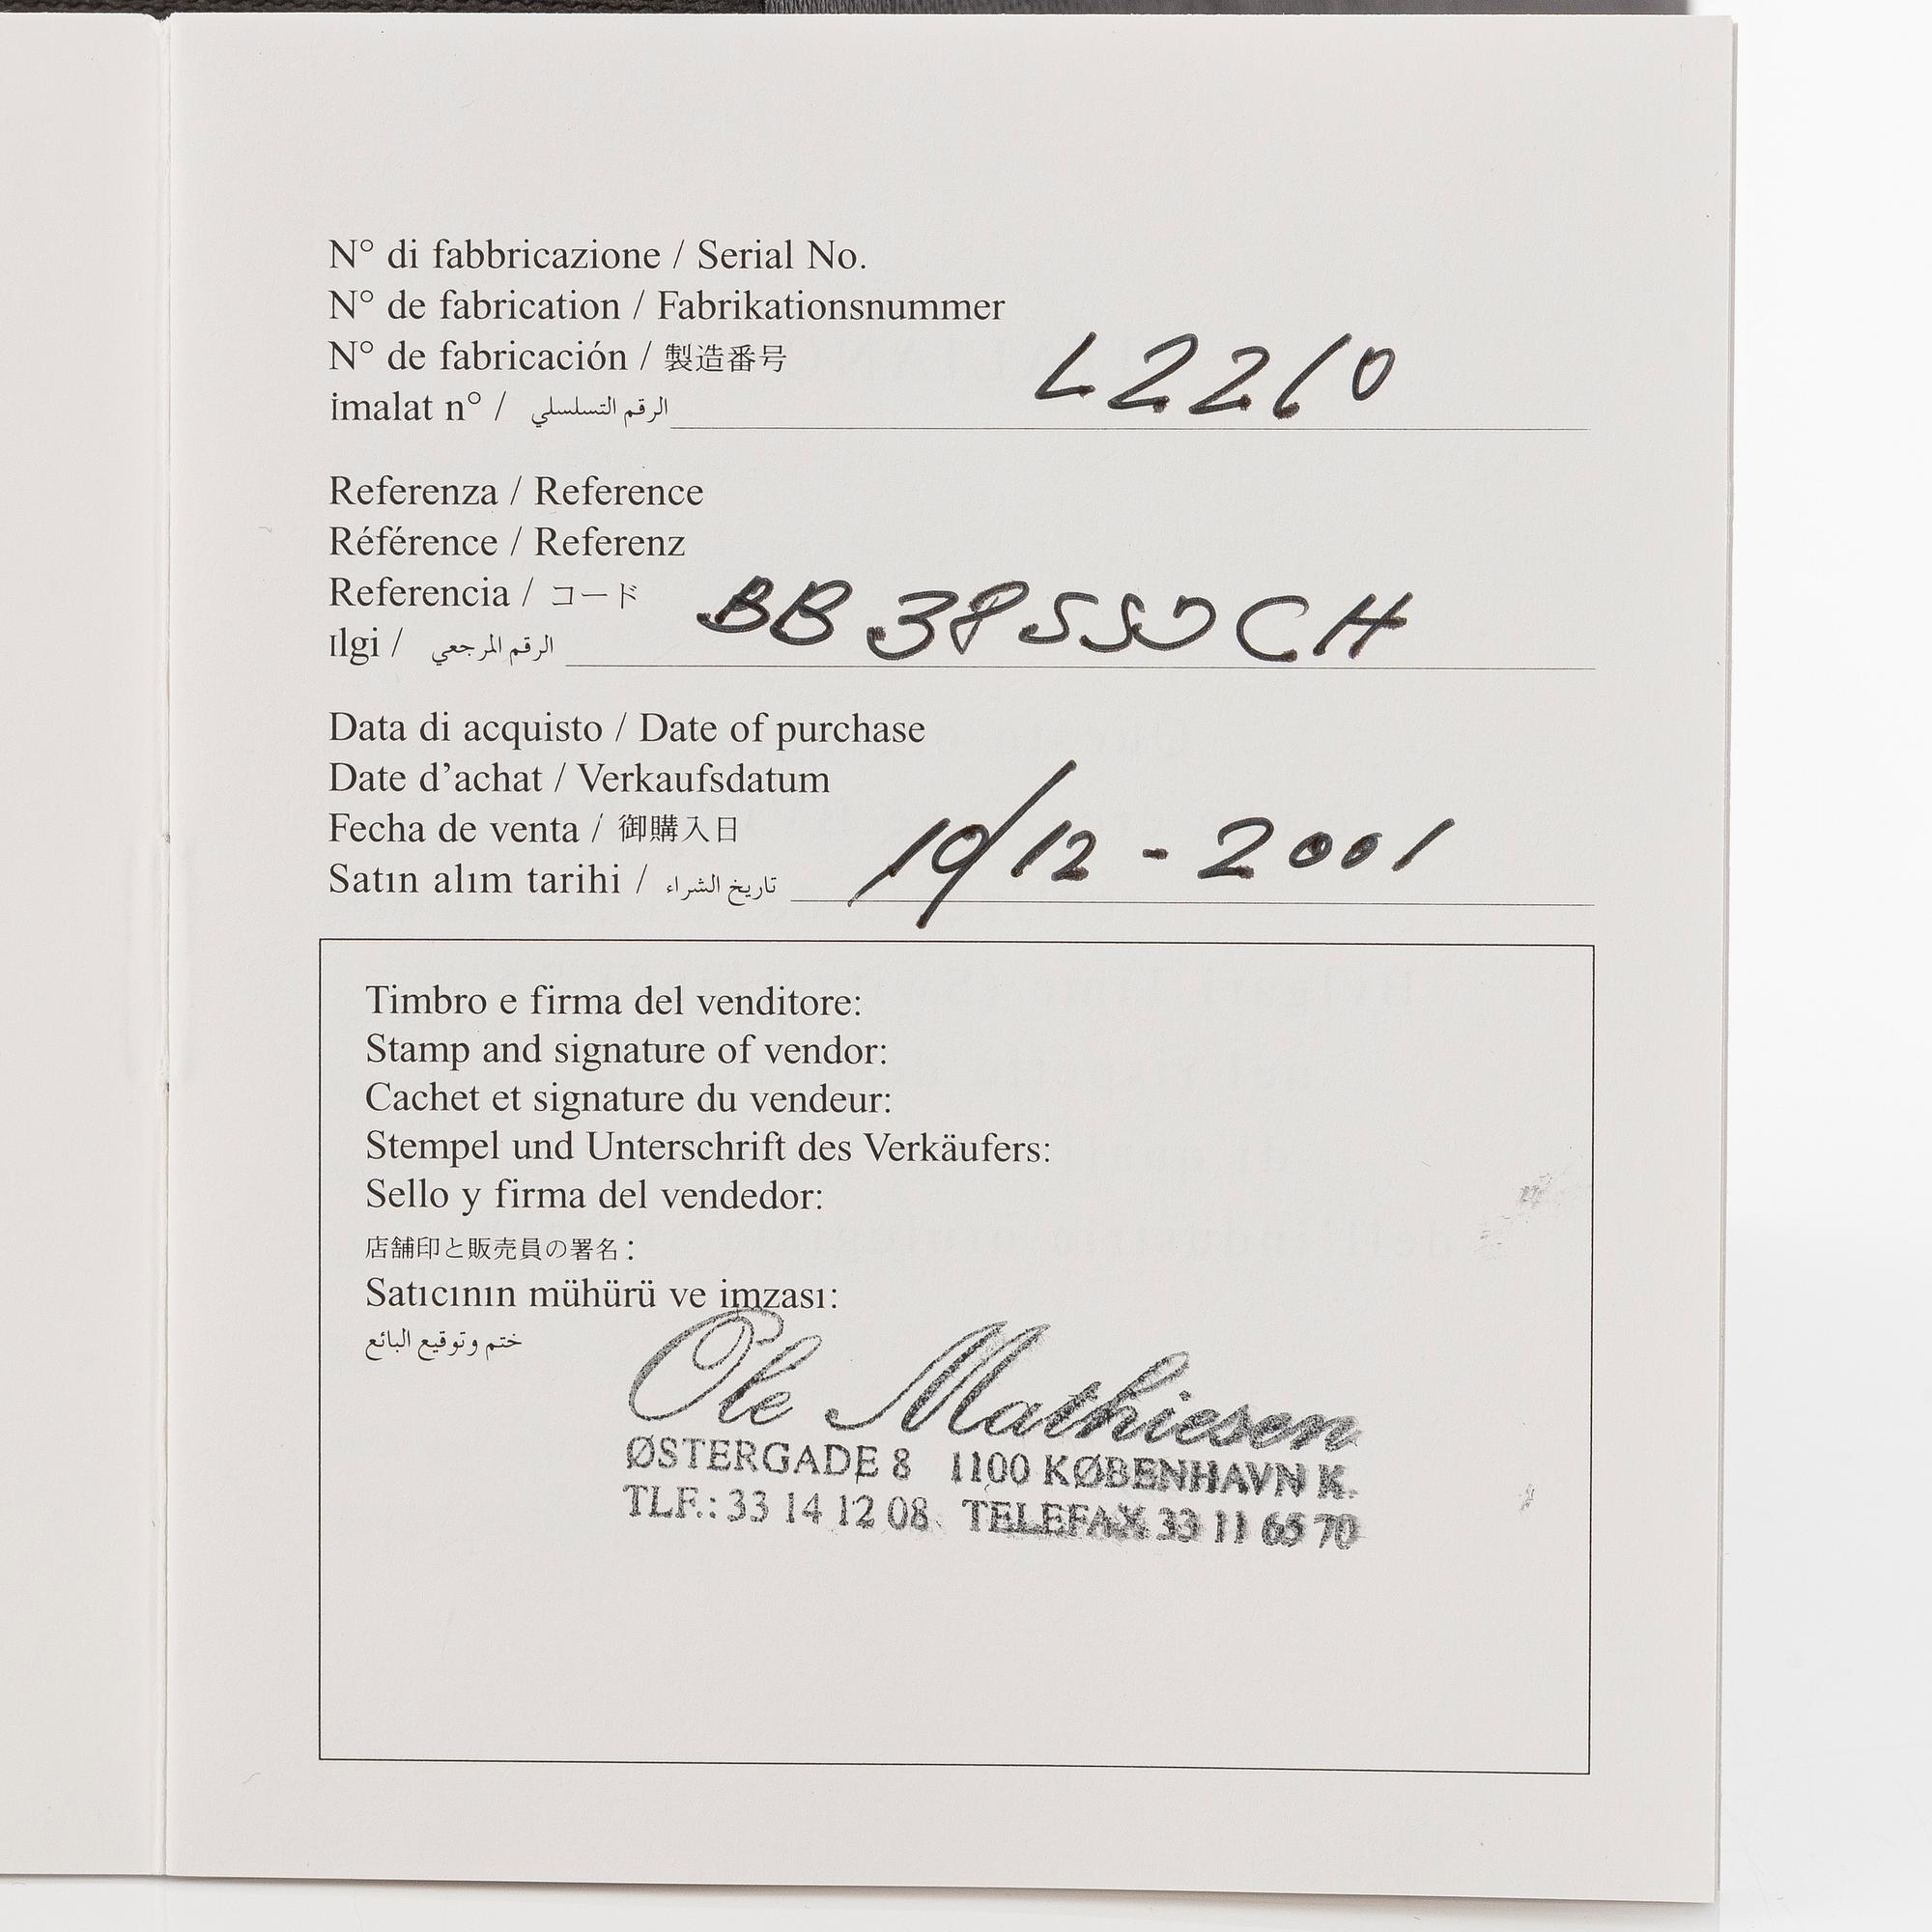 N° di fabbricazione / Serial No.
N° de fabrication / Fabrikationsnummer
N° de fabricación / 製造番号
imalat n° / الرقم التسلسلي L2210
Referenza / Reference
Référence / Referenz
Referencia / コード
Ilgi / الرقم المرجعي BB38SSDCH
Data di acquisto / Date of purchase
Date d’achat / Verkaufsdatum
Fecha de venta / 御購入日
Satın alım tarihi / تاريخ الشراء 10/12 - 2001
Timbro e firma del venditore:
Stamp and signature of vendor:
Cachet et signature du vendeur:
Stempel und Unterschrift des Verkäufers:
Sello y firma del vendedor:
店舗印と販売員の署名:
Satıcının mühürü ve imzası:
ختم وتوقيع البائع
Ole Mathiesen
ØSTERGADE 8 1100 KØBENHAVN K.
TLF.: 33 14 12 08 TELEFAX 33 11 65 70